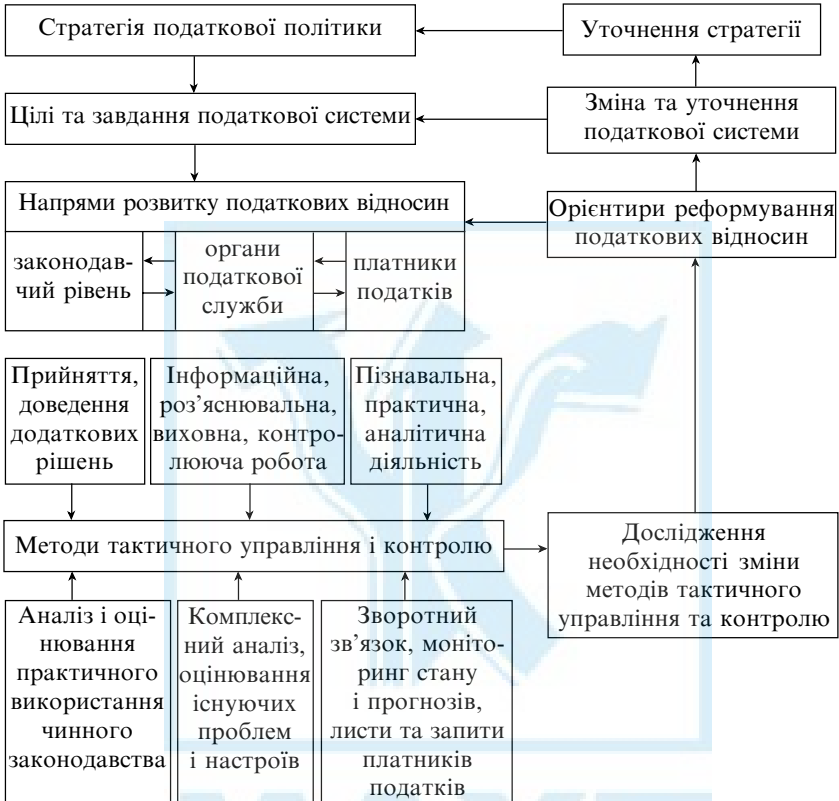 Стратегія податкової політики
Уточнення стратегії
Цілі та завдання податкової системи
Зміна та уточнення
податкової системи
Напрями розвитку податкових відносин
Орієнтири реформування
податкових відносин
законодав-
чий рівень
органи
податкової
служби
платники
податків
Прийняття,
доведення
додаткових
рішень
Інформаційна,
роз'яснювальна,
виховна, контро-
лююча робота
Пізнавальна,
практична,
аналітична
діяльність
Методи тактичного управління і контролю
Дослідження
необхідності зміни
методів тактичного
управління та контролю
Аналіз і оці-
нювання
практичного
використання
чинного
законодавства
Комплекс-
ний аналіз,
оцінювання
існуючих
проблем
і настроїв
Зворотний
зв'язок, моніто-
ринг стану
і прогнозів,
листи та запити
платників
податків